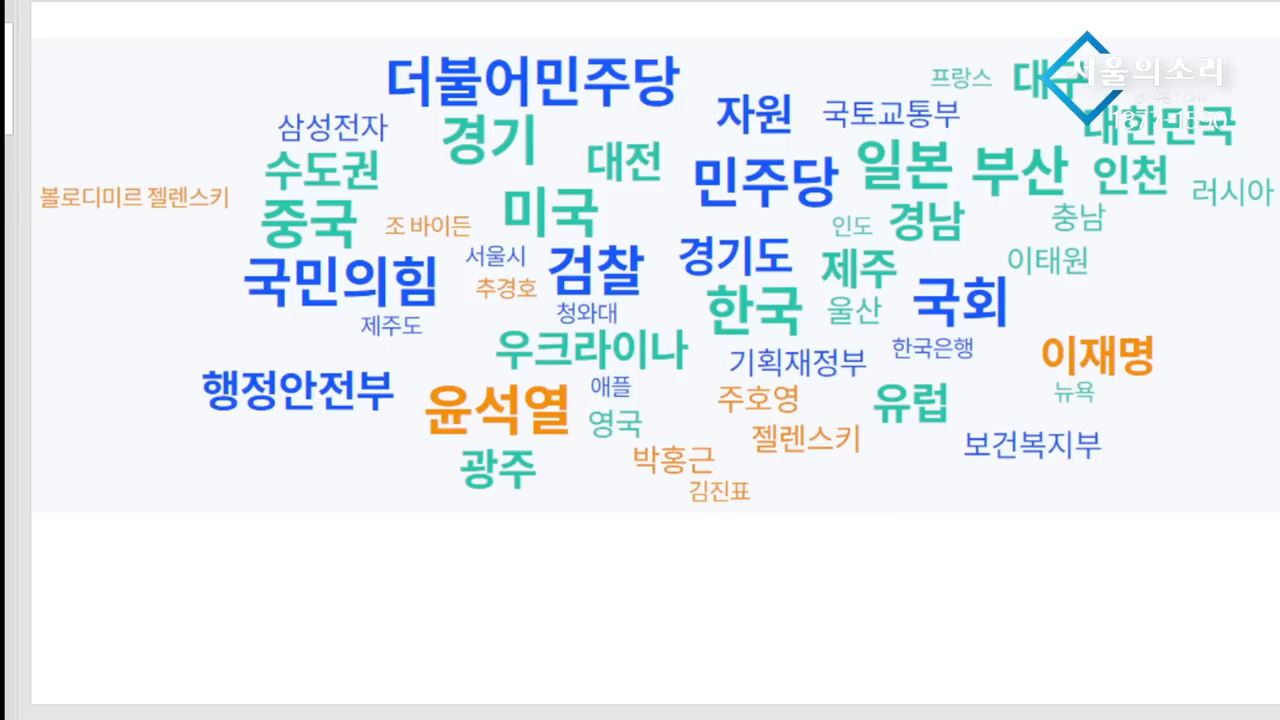 더불어민주당 프랑스 대구
서울의소리
삼성전자 경기 자원 국토교통부 대한민국
1877-1590
수도권 대전 민주당 일본 부산 인천 러시아
볼로디미르 젤렌스키 중국 조 바이든 미국 인도 경남 충남
국민의힘 서울시 검찰 경기도 제주 이태원
추경호 청와대 한국 울산 국회
제주도 우크라이나 기획재정부 한국은행 이재명
행정안전부 윤석열 애플 주호영 유럽 뉴욕
영국 젤렌스키 보건복지부
광주 박홍근
김진표